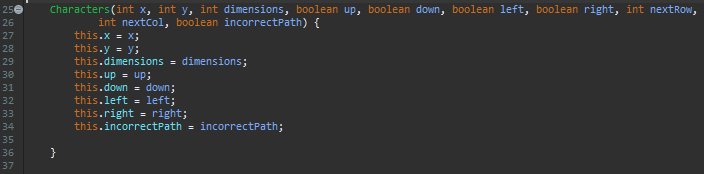 25 Characters(int x, int y, int dimensions, boolean up, boolean down, boolean left, boolean right, int nextRow,
26 int nextCol, boolean incorrectPath) {
27 this.x = x;
28 this.y = y;
29 this.dimensions = dimensions;
30 this.up = up;
31 this.down = down;
32 this.left = left;
33 this.right = right;
34 this.incorrectPath = incorrectPath;
35
36 }
37